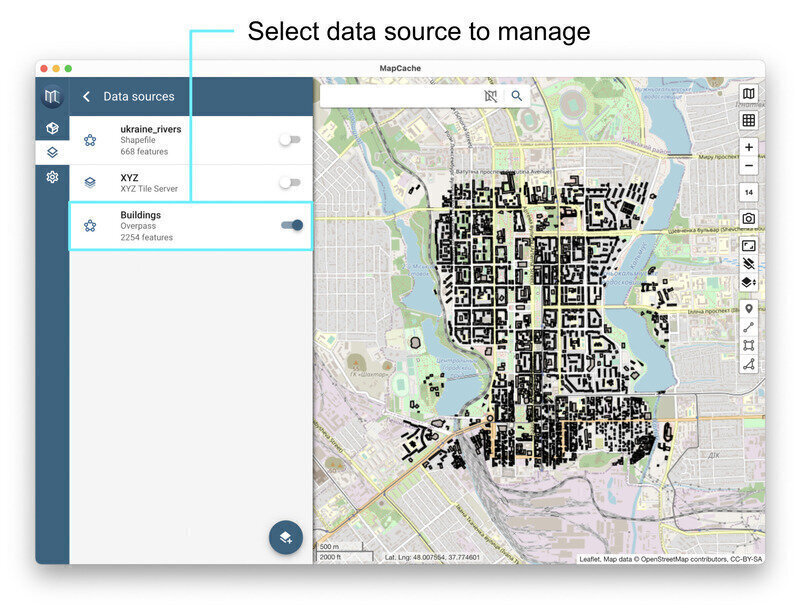 Select data source to manage
MapCache
Data sources
ukraine_rivers
Shapefile
668 features
XYZ
XYZ Tile Server
Buildings
Overpass
2254 features
14
500 m
2000 ft
Lat. Lng: 48.007554, 37.774601
Leaflet, Map data © OpenStreetMap contributors, CC-BY-SA